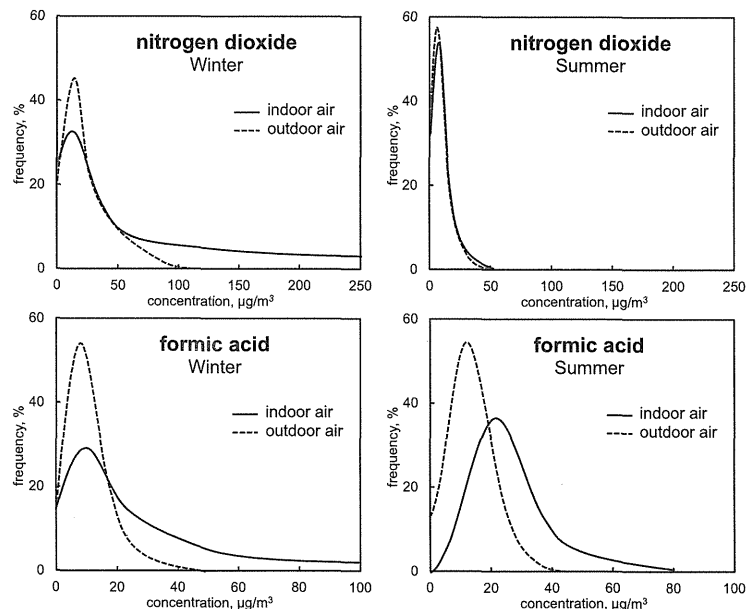 60
40
20
0
frequency, %
nitrogen dioxide
Winter
indoor air
outdoor air
0 50 100 150 200 250
concentration, µg/m³
60
40
20
0
frequency, %
nitrogen dioxide
Summer
indoor air
outdoor air
0 50 100 150 200 250
concentration, µg/m³
60
40
20
0
frequency, %
formic acid
Winter
indoor air
outdoor air
0 20 40 60 80 100
concentration, µg/m³
60
40
20
0
frequency, %
formic acid
Summer
indoor air
outdoor air
0 20 40 60 80 100
concentration, µg/m³